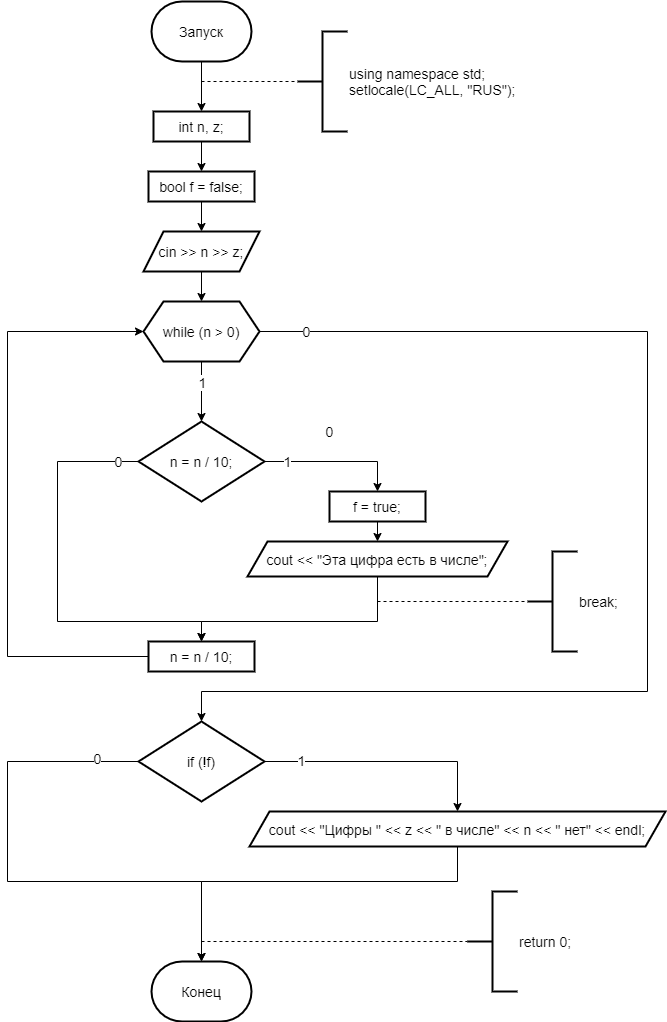 Запуск
using namespace std;
setlocale(LC_ALL, "RUS");
int n, z;
bool f = false;
cin >> n >> z;
while (n > 0)
0
1
0
n = n / 10;
0
1
f = true;
cout << "Эта цифра есть в числе";
break;
n = n / 10;
if (!f)
0
1
cout << "Цифры " << z << " в числе" << n << " нет" << endl;
return 0;
Конец